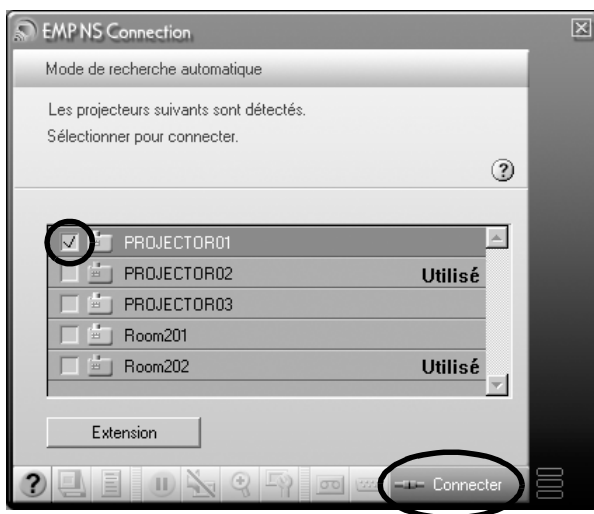 EMP NS Connection
Mode de recherche automatique
Les projecteurs suivants sont détectés.
Sélectionner pour connecter.
?
PROJECTOR01
PROJECTOR02 Utilisé
PROJECTOR03
Room201
Room202 Utilisé
Extension
? Connecter